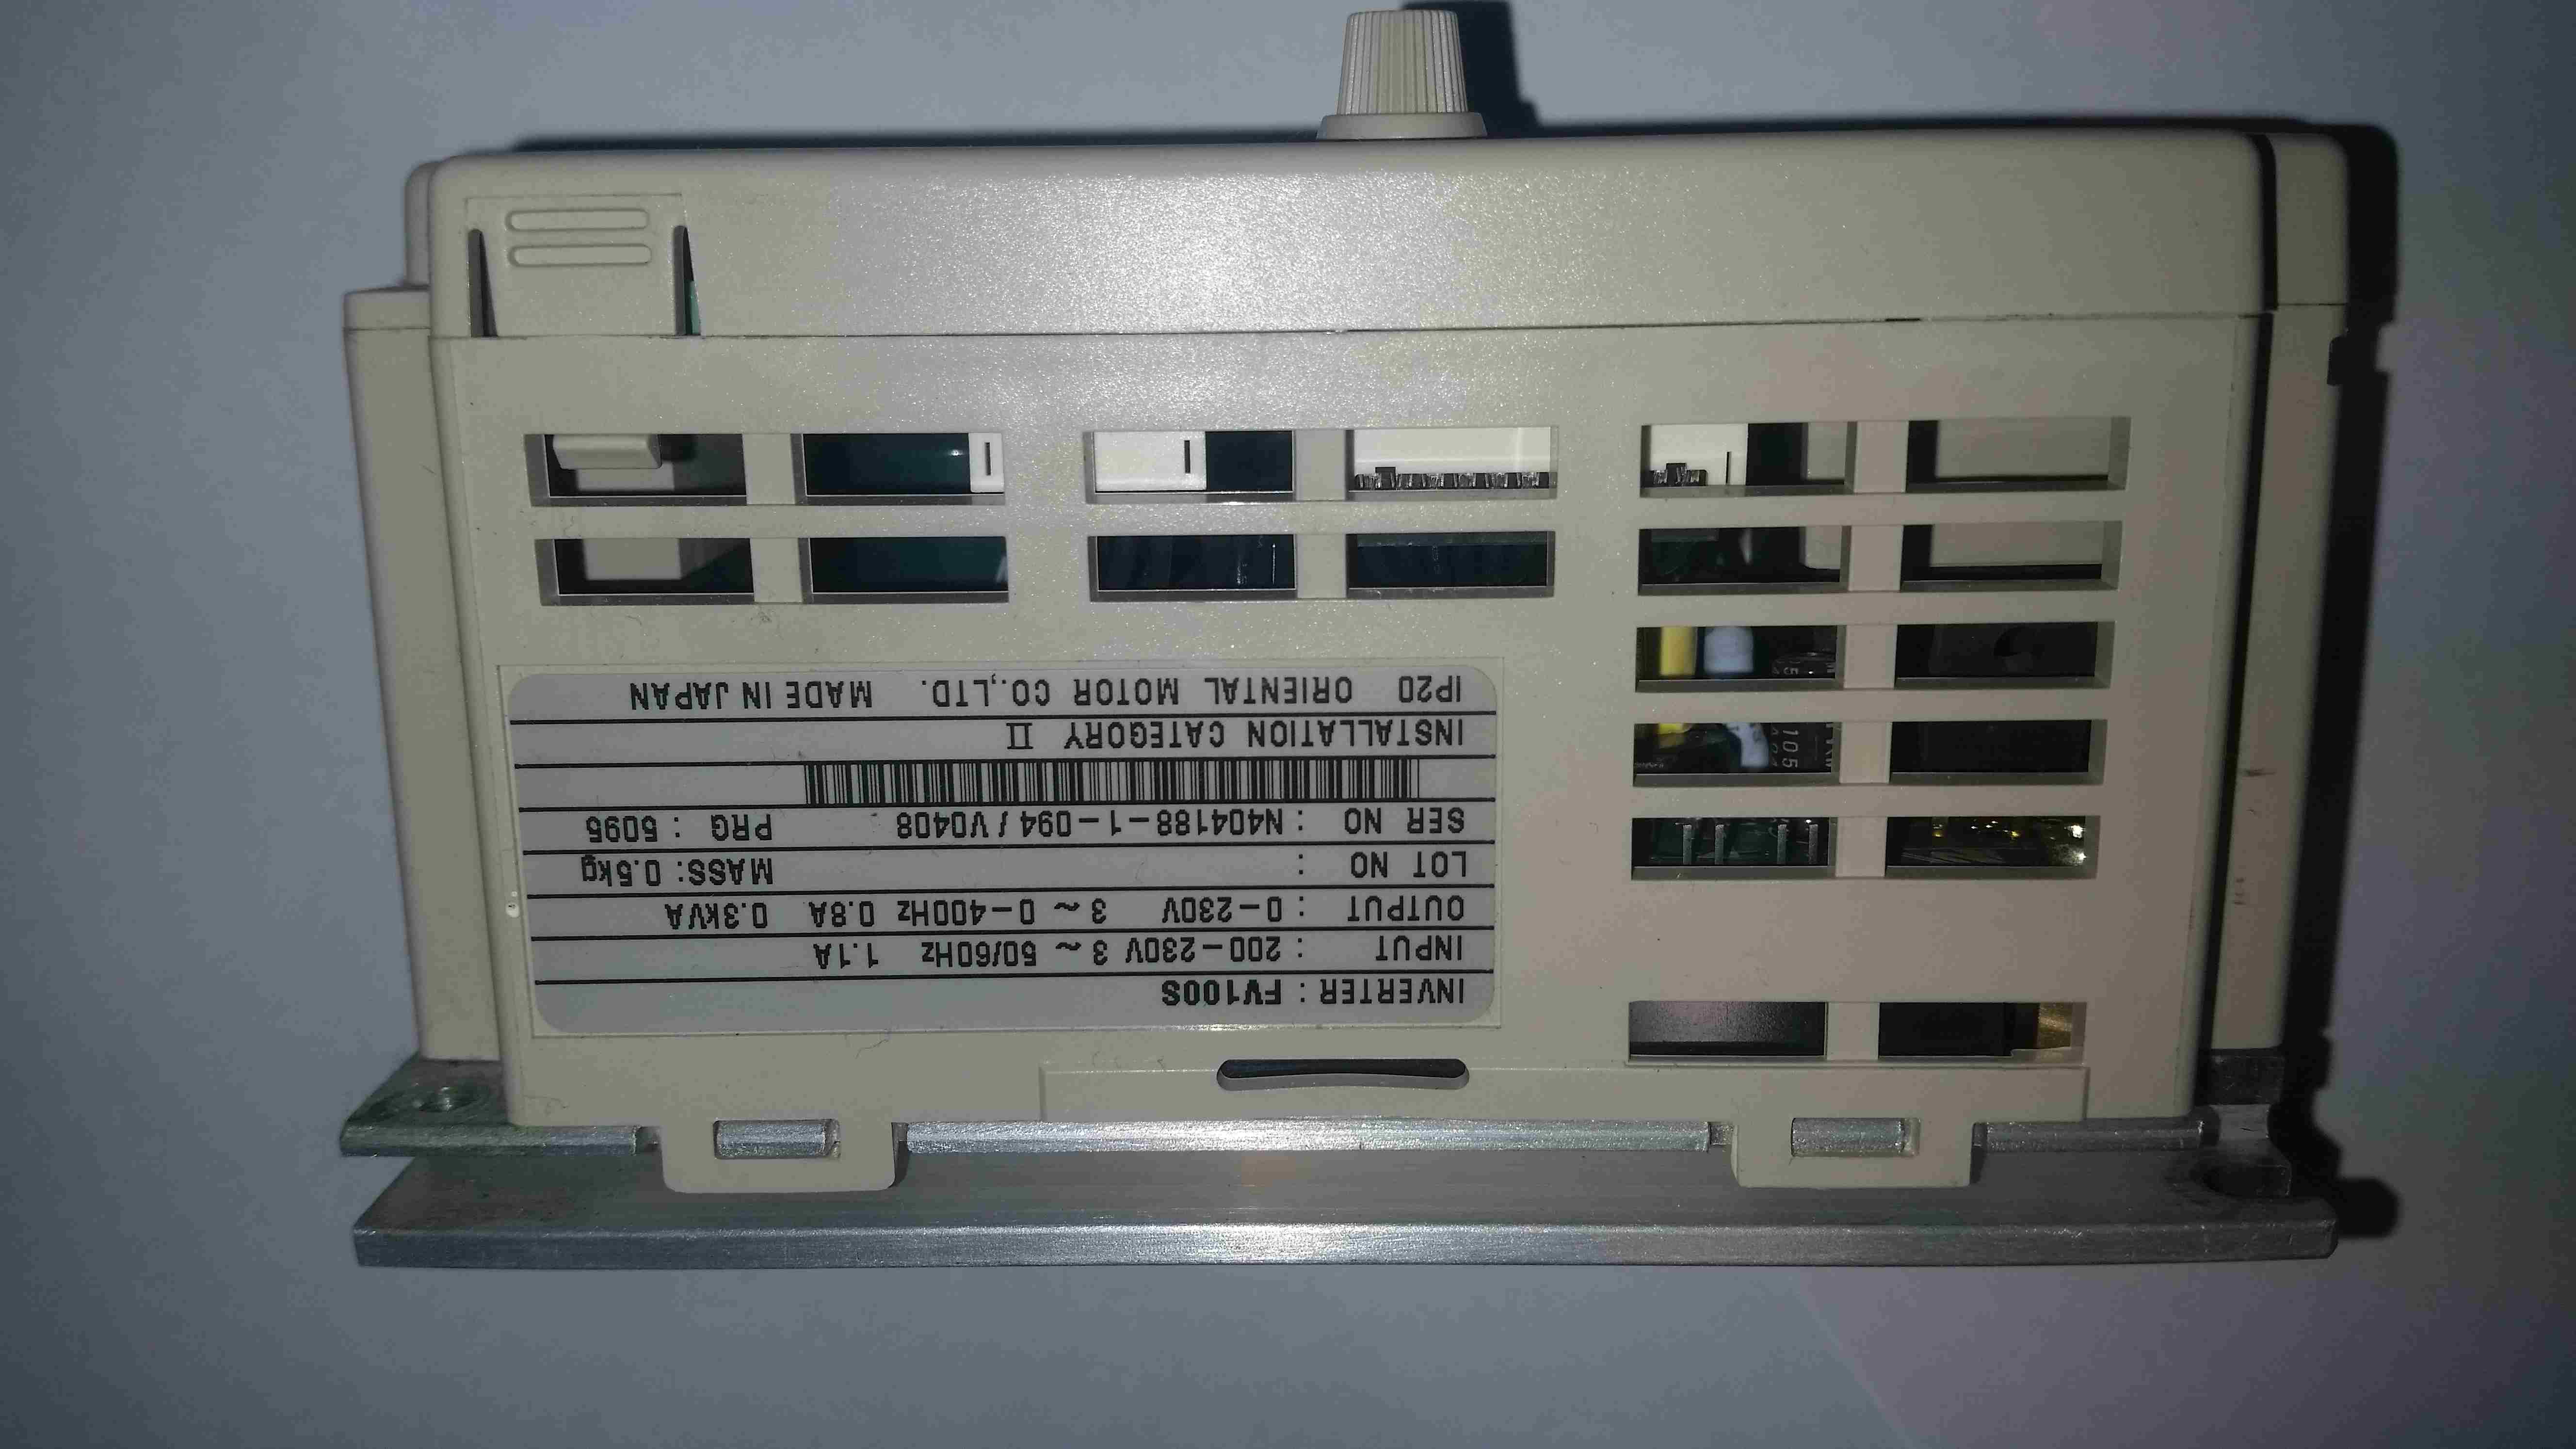 INVERTER : FV100S
INPUT : 200-230V 3~ 50/60Hz 1.1A
OUTPUT : 0-230V 3~ 0-400Hz 0.8A 0.3kVA
LOT NO : MASS: 0.5kg
SER NO : N404188-1-094 / V0408 PRG : 5095
INSTALLATION CATEGORY II
IP20 ORIENTAL MOTOR CO.,LTD. MADE IN JAPAN
105